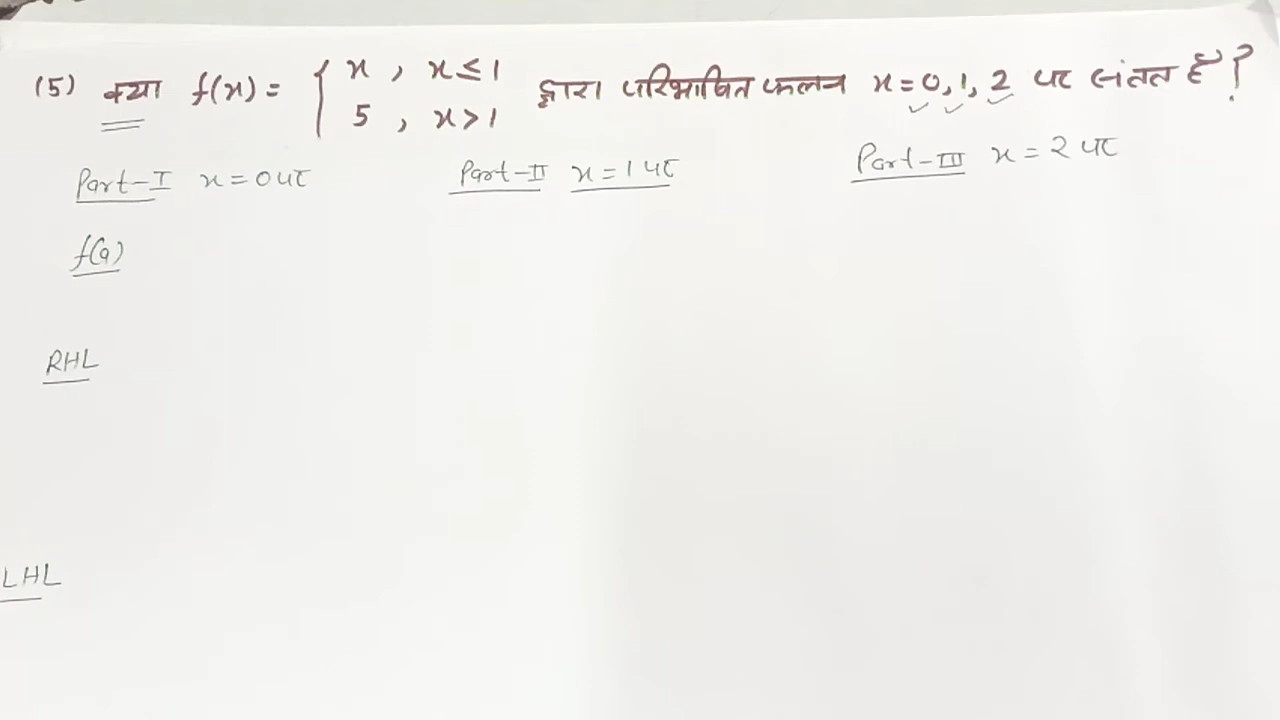 (5) क्या f(x) = { x , x ≤ 1 द्वारा परिभाषित फलन x = 0, 1, 2 पर संतत है ?
5 , x > 1
Part-I x = 0 पर Part-II x = 1 पर Part-III x = 2 पर
f(a)
RHL
LHL